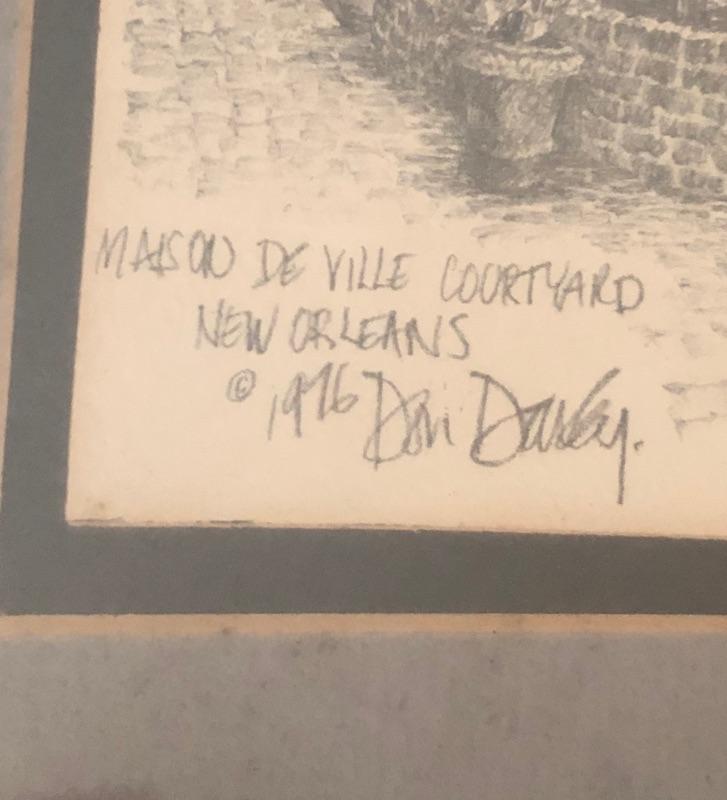 MAISON DE VILLE COURTYARD
NEW ORLEANS
© 1976 Don Davey.